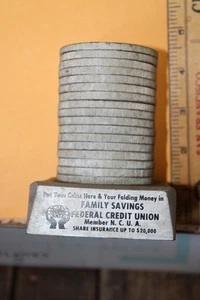 Put Your Coins Here & Your Folding Money in
FAMILY SAVINGS
FEDERAL CREDIT UNION
Member N. C. U. A.
SHARE INSURANCE UP TO $20,000